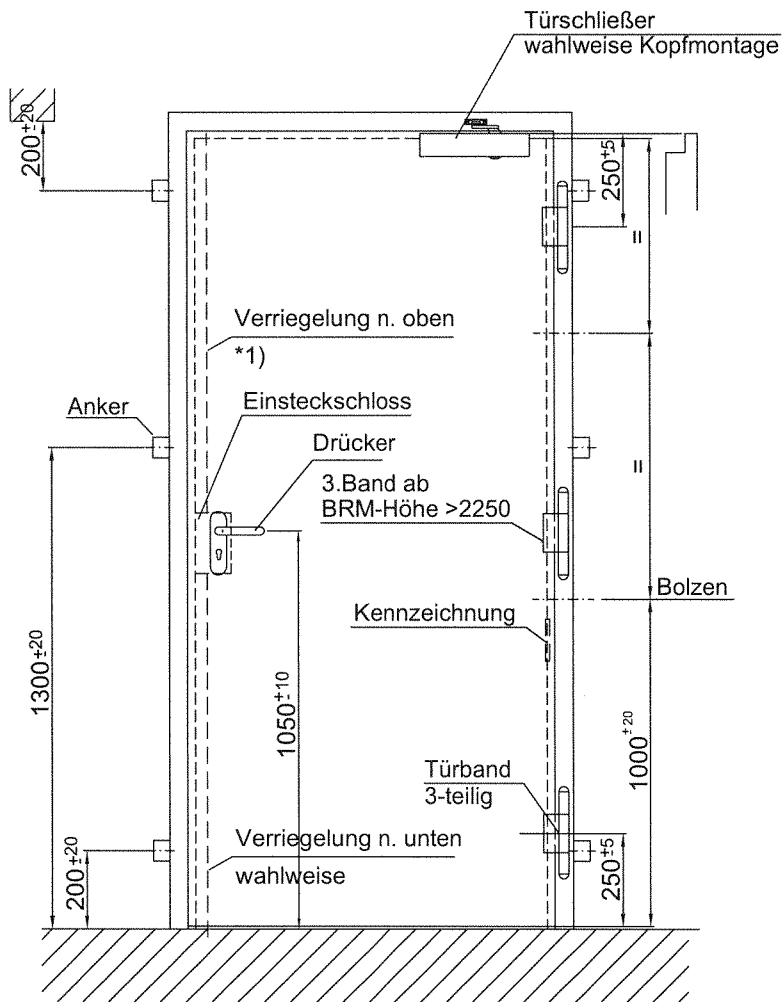 Türschließer
wahlweise Kopfmontage
200±20
250±5
=
Verriegelung n. oben
*1)
Anker
Einsteckschloss
Drücker
=
3.Band ab
BRM-Höhe >2250
Bolzen
Kennzeichnung
1300±20
1050±10
1000±20
Türband
3-teilig
Verriegelung n. unten
wahlweise
200±20
250±5